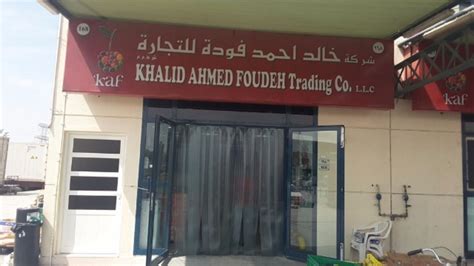 شركة خالد احمد فودة للتجارة
KHALID AHMED FOUDEH Trading Co. L.L.C
kaf
kaf